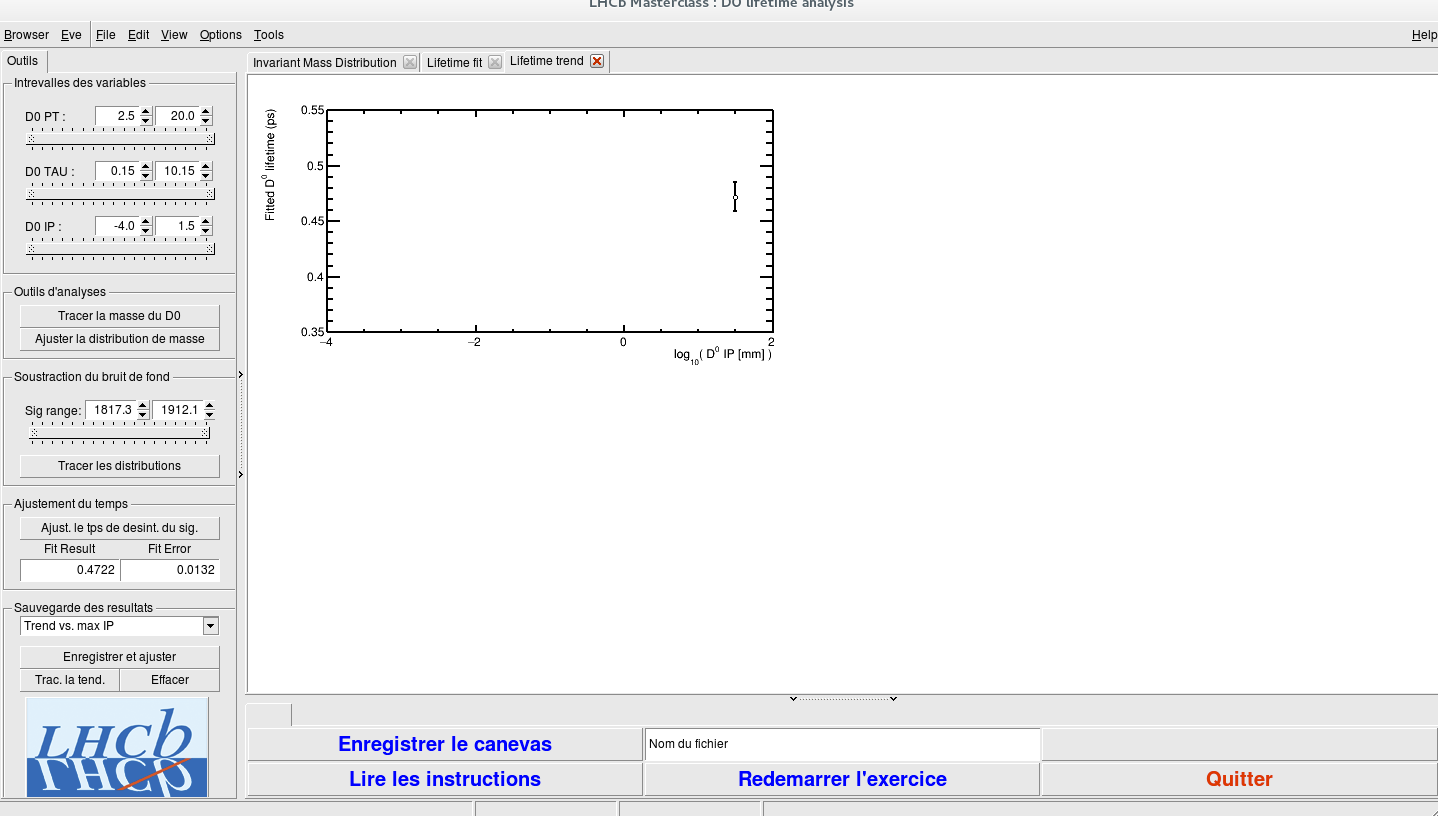 LHCb Masterclass : D0 lifetime analysis
Browser Eve File Edit View Options Tools Help
Outils
Invariant Mass Distribution Lifetime fit Lifetime trend
Intrevalles des variables
D0 PT : 2.5 20.0
D0 TAU : 0.15 10.15
D0 IP : -4.0 1.5
Outils d'analyses
Tracer la masse du D0
Ajuster la distribution de masse
Soustraction du bruit de fond
Sig range: 1817.3 1912.1
Tracer les distributions
Ajustement du temps
Ajust. le tps de desint. du sig.
Fit Result Fit Error
0.4722 0.0132
Sauvegarde des resultats
Trend vs. max IP
Enregistrer et ajuster
Trac. la tend. Effacer
LHCb
LHCb
Fitted D0 lifetime (ps)
0.55
0.5
0.45
0.4
0.35
−4 −2 0 2
log10( D0 IP [mm] )
Enregistrer le canevas Nom du fichier
Lire les instructions Redemarrer l'exercice Quitter